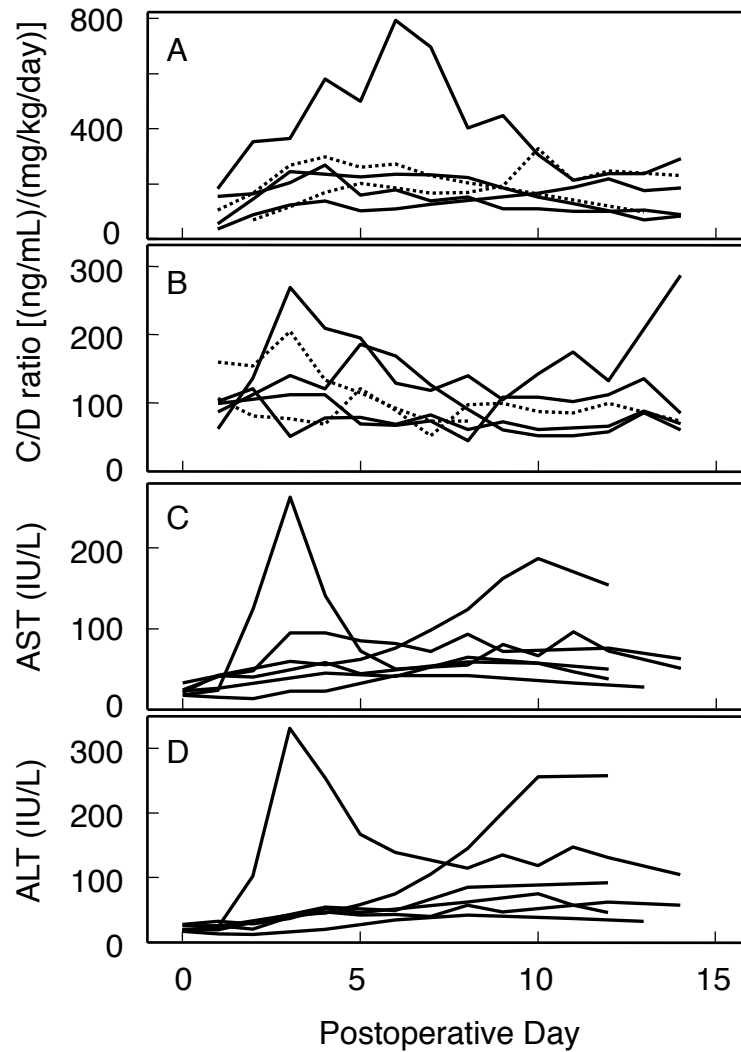 C/D ratio [(ng/mL)/(mg/kg/day)]
A
800
400
0
B
300
200
100
0
AST (IU/L)
C
200
100
0
ALT (IU/L)
D
300
200
100
0
0 5 10 15
Postoperative Day